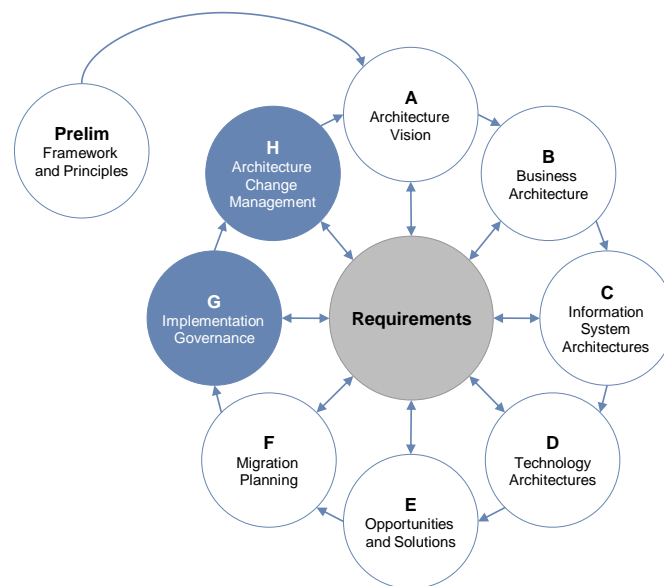 Prelim
Framework
and Principles
A
Architecture
Vision
B
Business
Architecture
C
Information
System
Architectures
D
Technology
Architectures
E
Opportunities
and Solutions
F
Migration
Planning
G
Implementation
Governance
H
Architecture
Change
Management
Requirements